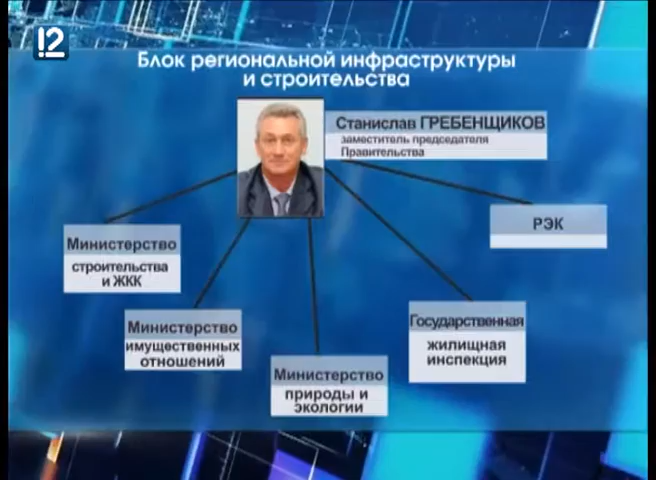 12
Блок региональной инфраструктуры
и строительства
Станислав ГРЕБЕНЩИКОВ
заместитель председателя
Правительства
РЭК
Министерство
строительства
и ЖКК
Министерство
имущественных
отношений
Министерство
природы и
экологии
Государственная
жилищная
инспекция